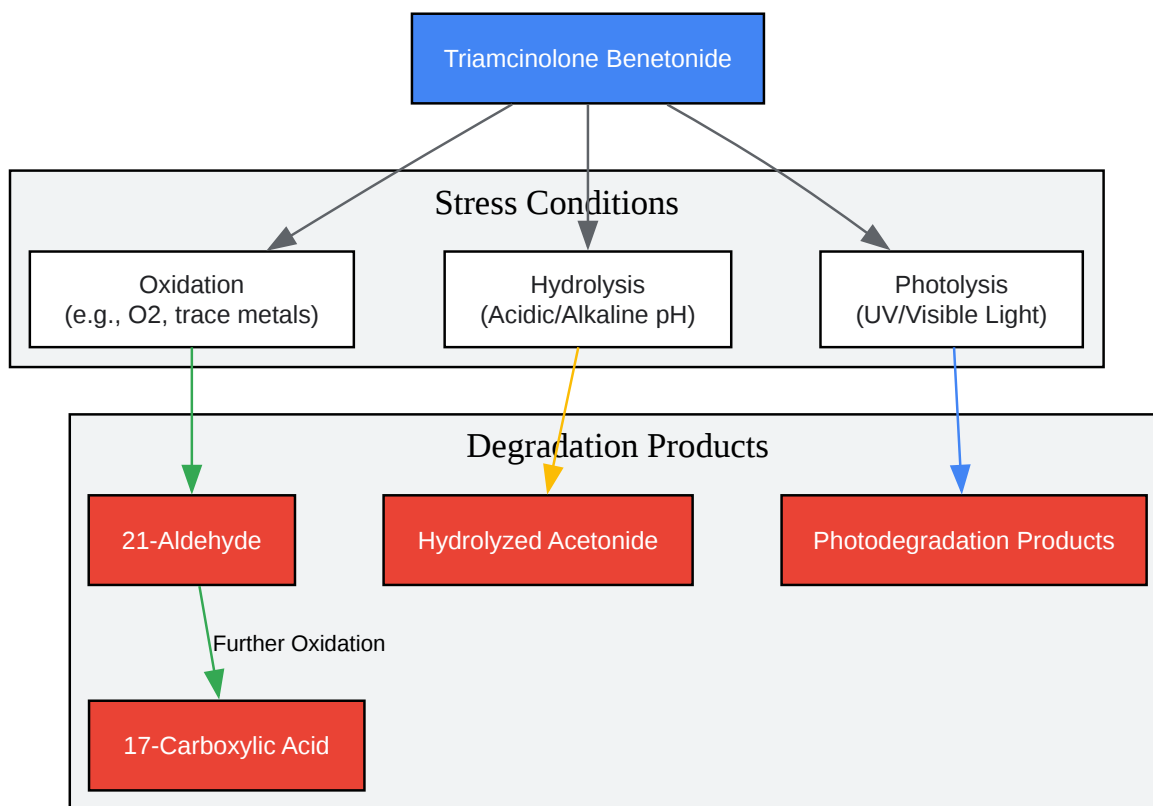 Triamcinolone Benetonide
Stress Conditions
Oxidation
(e.g., O2, trace metals)
Hydrolysis
(Acidic/Alkaline pH)
Photolysis
(UV/Visible Light)
Degradation Products
21-Aldehyde
Hydrolyzed Acetonide
Photodegradation Products
Further Oxidation
17-Carboxylic Acid